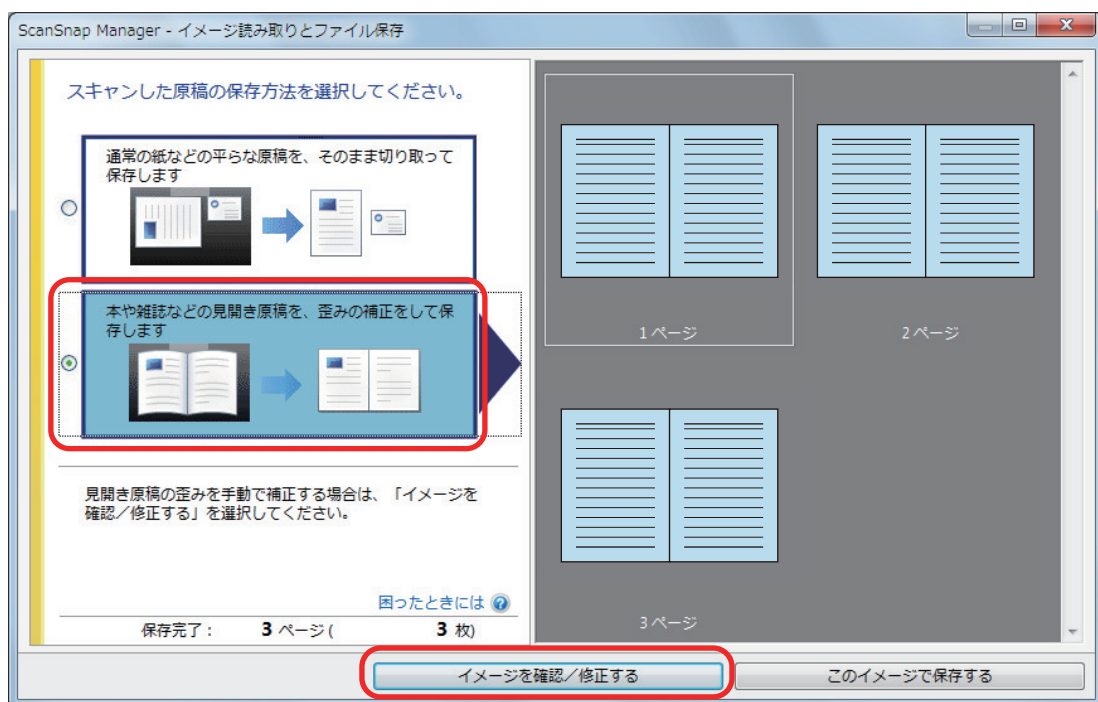 ScanSnap Manager - イメージ読み取りとファイル保存
スキャンした原稿の保存方法を選択してください。
通常の紙などの平らな原稿を、そのまま切り取って
保存します
本や雑誌などの見開き原稿を、歪みの補正をして保
存します
見開き原稿の歪みを手動で補正する場合は、「イメージを
確認／修正する」を選択してください。
困ったときには
保存完了： 3 ページ ( 3 枚)
1 ページ
2 ページ
3 ページ
イメージを確認／修正する
このイメージで保存する